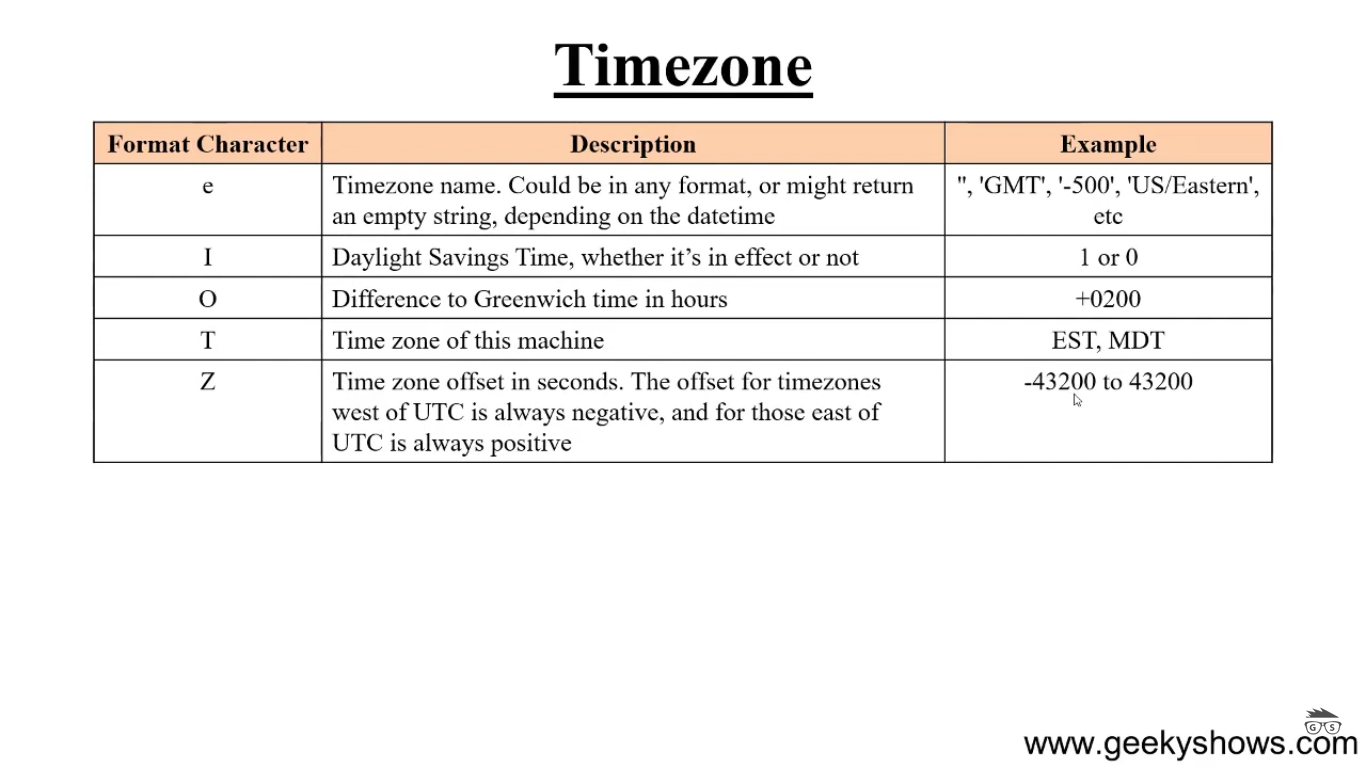 Timezone
Format Character Description Example
e Timezone name. Could be in any format, or might return '', 'GMT', '-500', 'US/Eastern',
an empty string, depending on the datetime etc
I Daylight Savings Time, whether it’s in effect or not 1 or 0
O Difference to Greenwich time in hours +0200
T Time zone of this machine EST, MDT
Z Time zone offset in seconds. The offset for timezones -43200 to 43200
west of UTC is always negative, and for those east of
UTC is always positive
G S
www.geekyshows.com